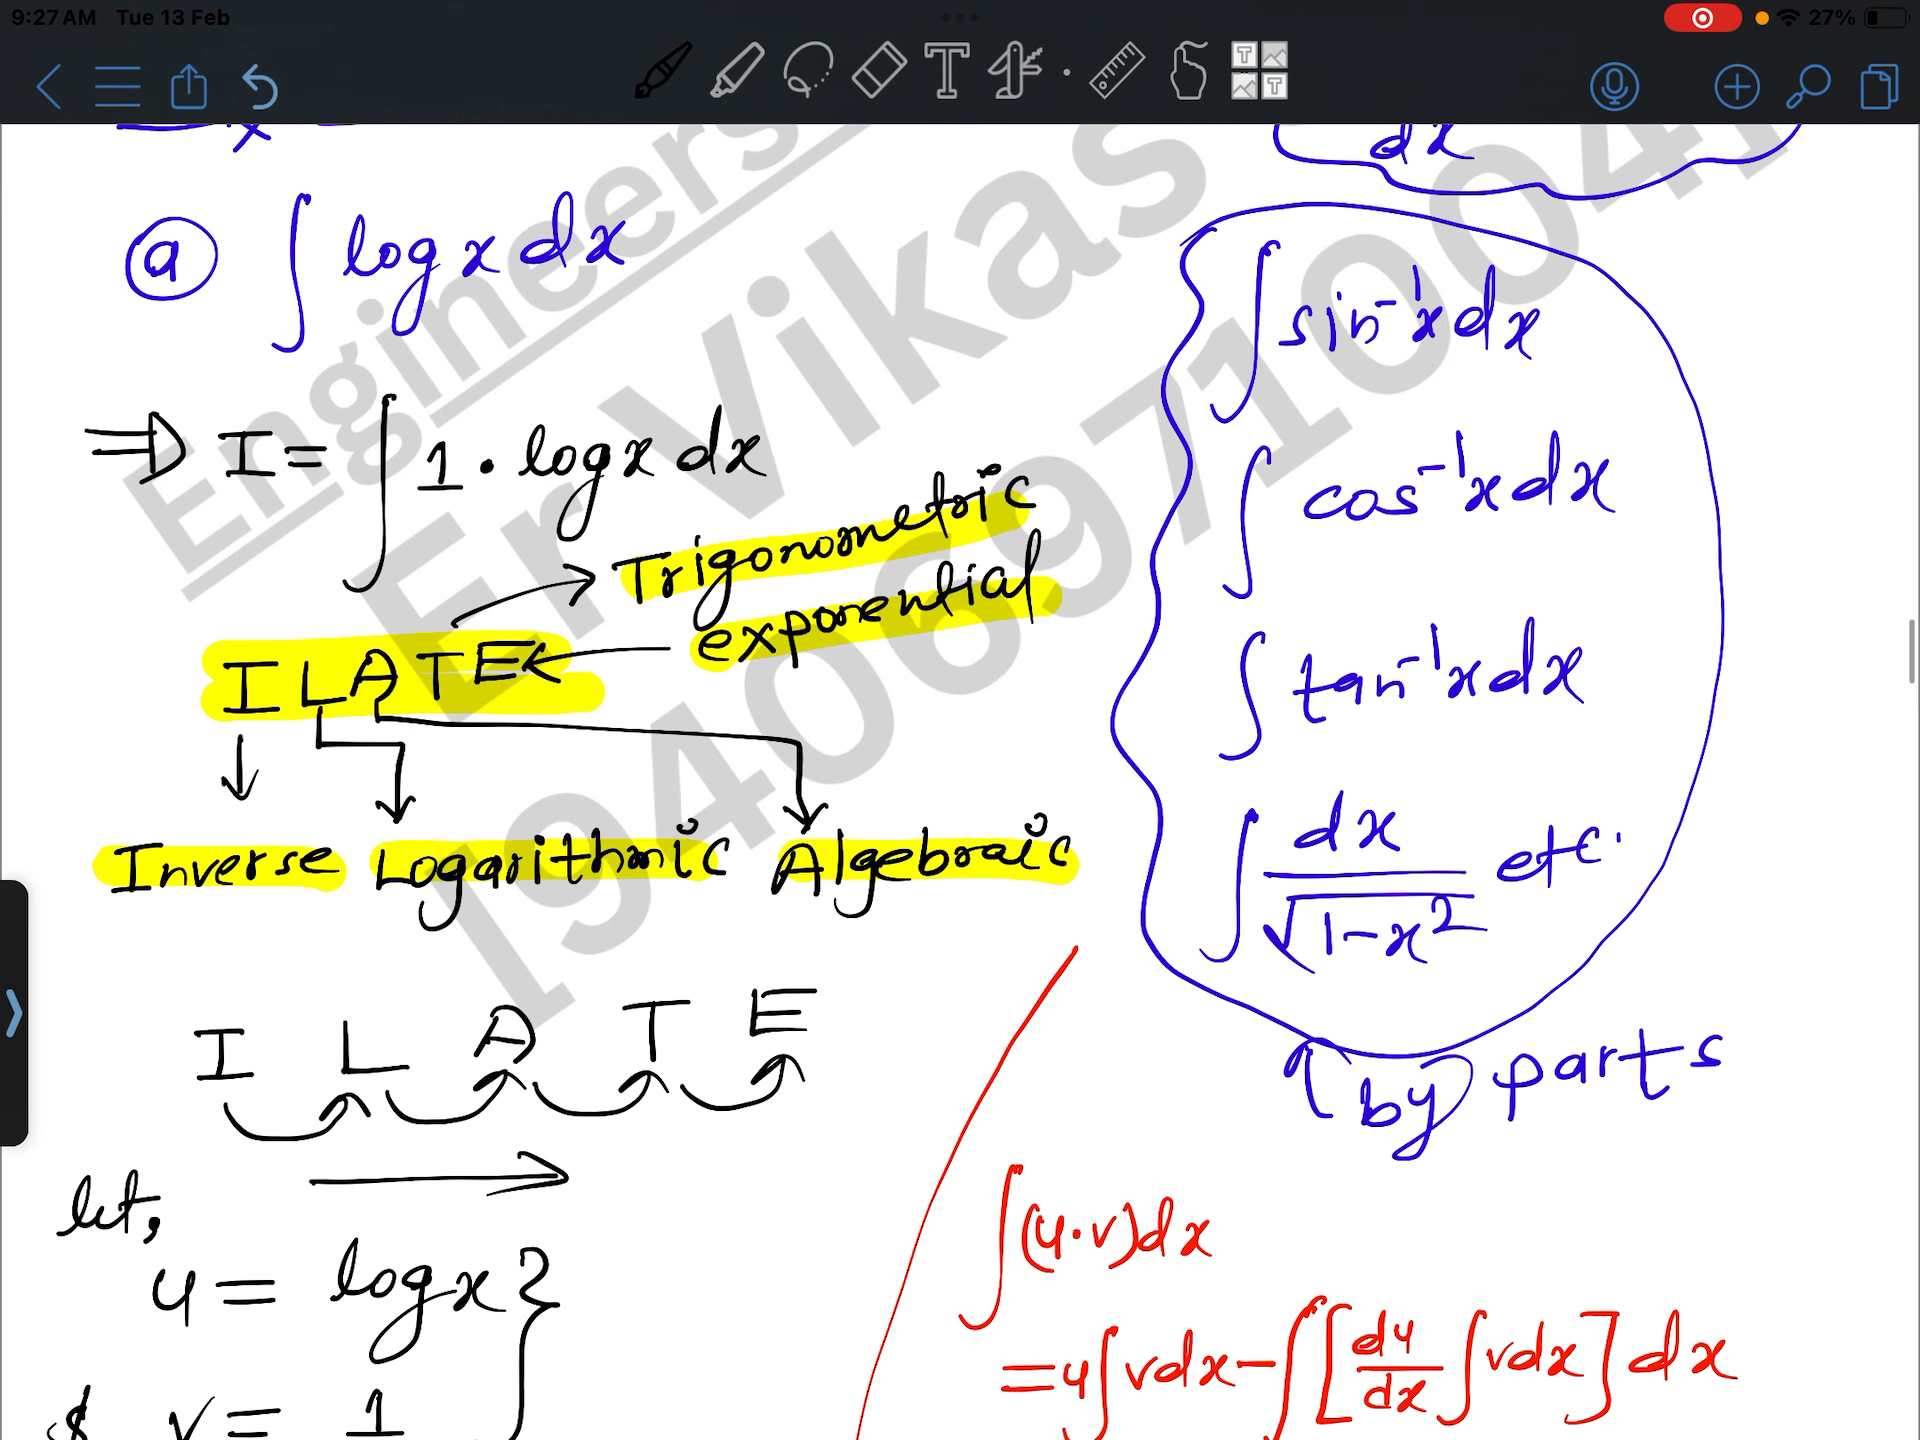 9:27 AM Tue 13 Feb
27%
dx
x
Engineers
Er Vikas
ⓐ ∫ log x dx
⇒ I = ∫ 1 · log x dx
Trigonometric
exponential
ILATE
Inverse Logarithmic Algebraic
I L A T E
let,
u = log x }
& v = 1
∫ sin⁻¹x dx
∫ cos⁻¹x dx
∫ tan⁻¹x dx
∫ dx/√(1-x²) etc.
by parts
∫(u·v)dx
= u∫vdx - ∫[du/dx ∫vdx]dx